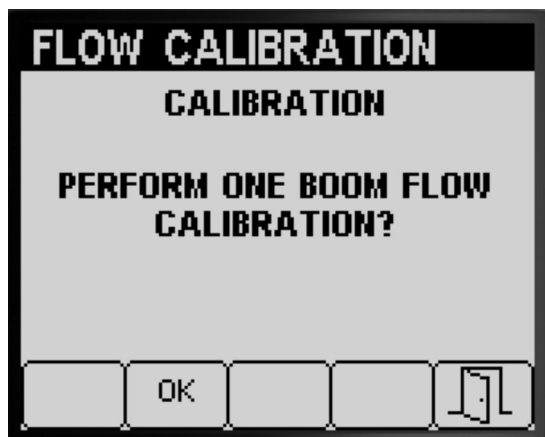 FLOW CALIBRATION
CALIBRATION
PERFORM ONE BOOM FLOW
CALIBRATION?
OK